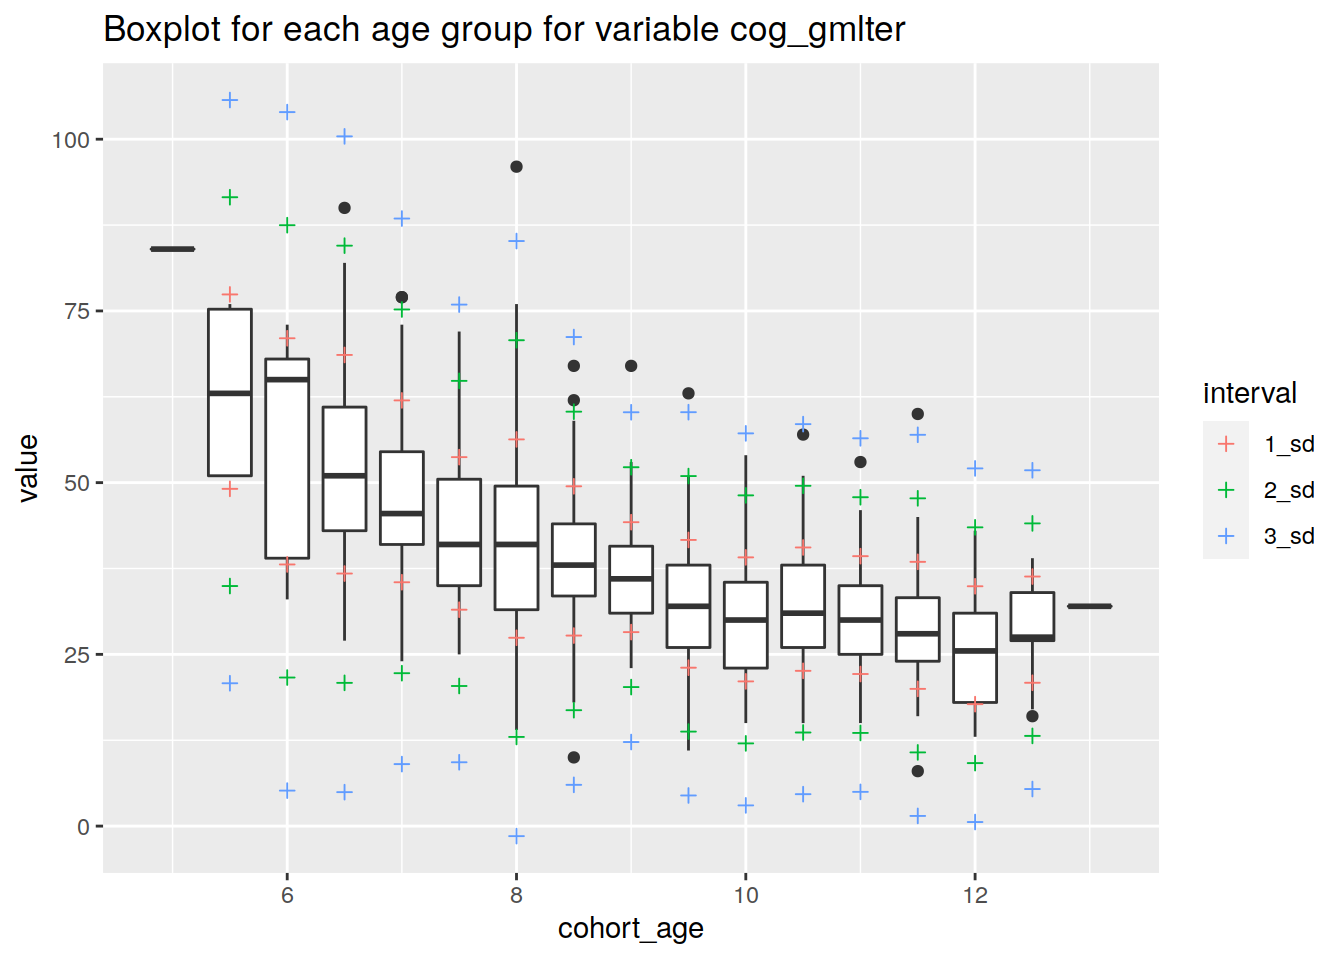 Boxplot for each age group for variable cog_gmlter
100
75
50
25
0
value
6 8 10 12
cohort_age
interval
1_sd
2_sd
3_sd